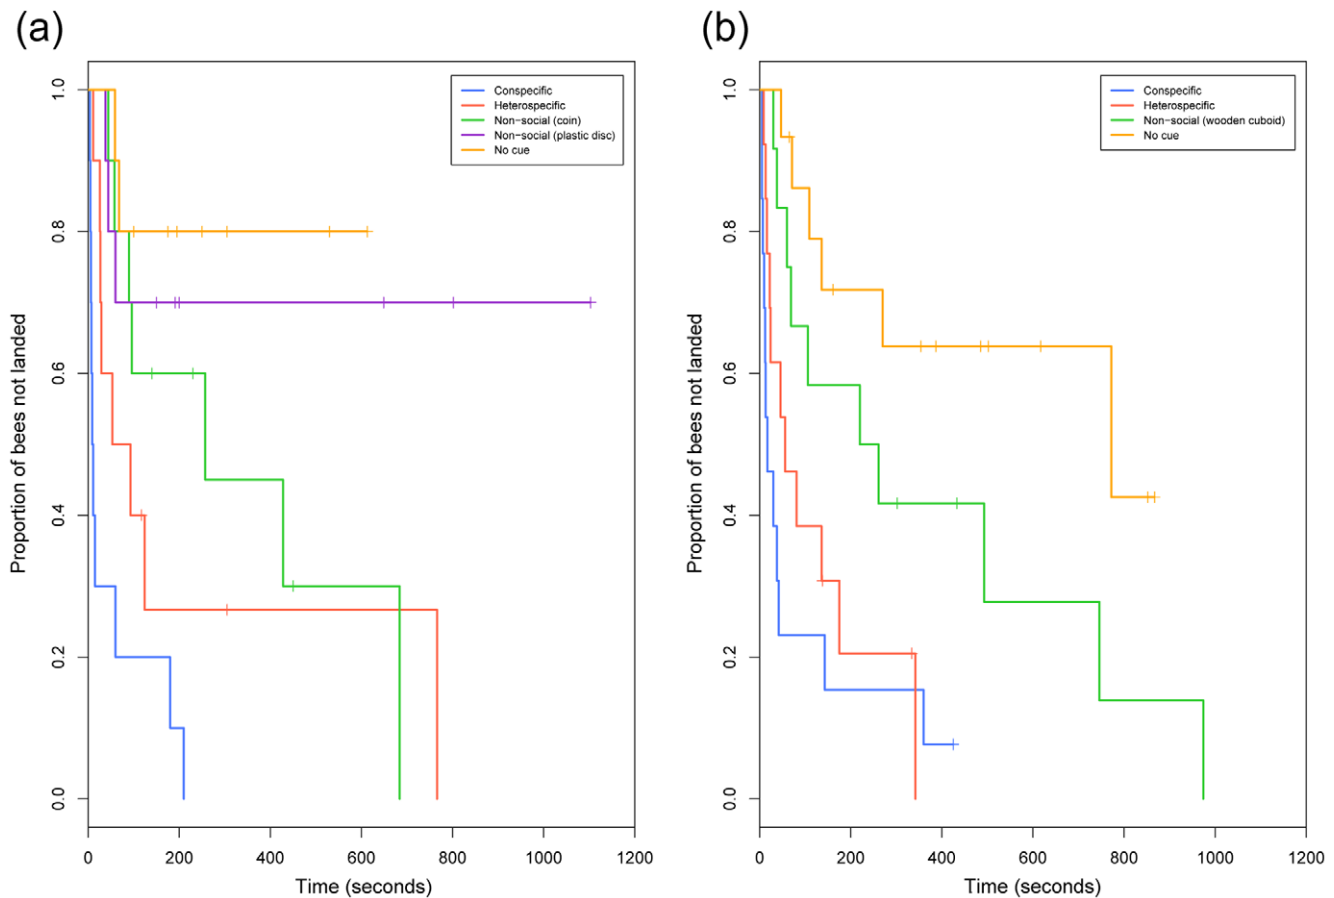 (a)
Proportion of bees not landed
1.0
0.8
0.6
0.4
0.2
0.0
Conspecific
Heterospecific
Non−social (coin)
Non−social (plastic disc)
No cue
0 200 400 600 800 1000 1200
Time (seconds)
(b)
Proportion of bees not landed
1.0
0.8
0.6
0.4
0.2
0.0
Conspecific
Heterospecific
Non−social (wooden cuboid)
No cue
0 200 400 600 800 1000 1200
Time (seconds)